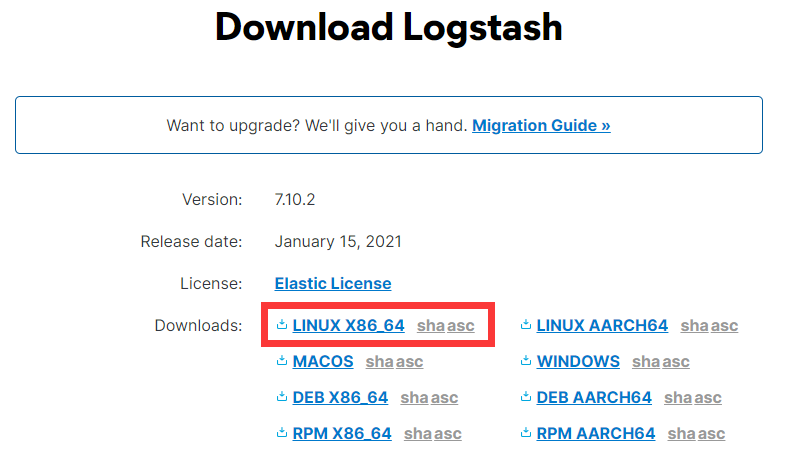 Download Logstash
Want to upgrade? We'll give you a hand. Migration Guide »
Version: 7.10.2
Release date: January 15, 2021
License: Elastic License
Downloads: LINUX X86_64 sha asc LINUX AARCH64 sha asc
MACOS sha asc WINDOWS sha asc
DEB X86_64 sha asc DEB AARCH64 sha asc
RPM X86_64 sha asc RPM AARCH64 sha asc